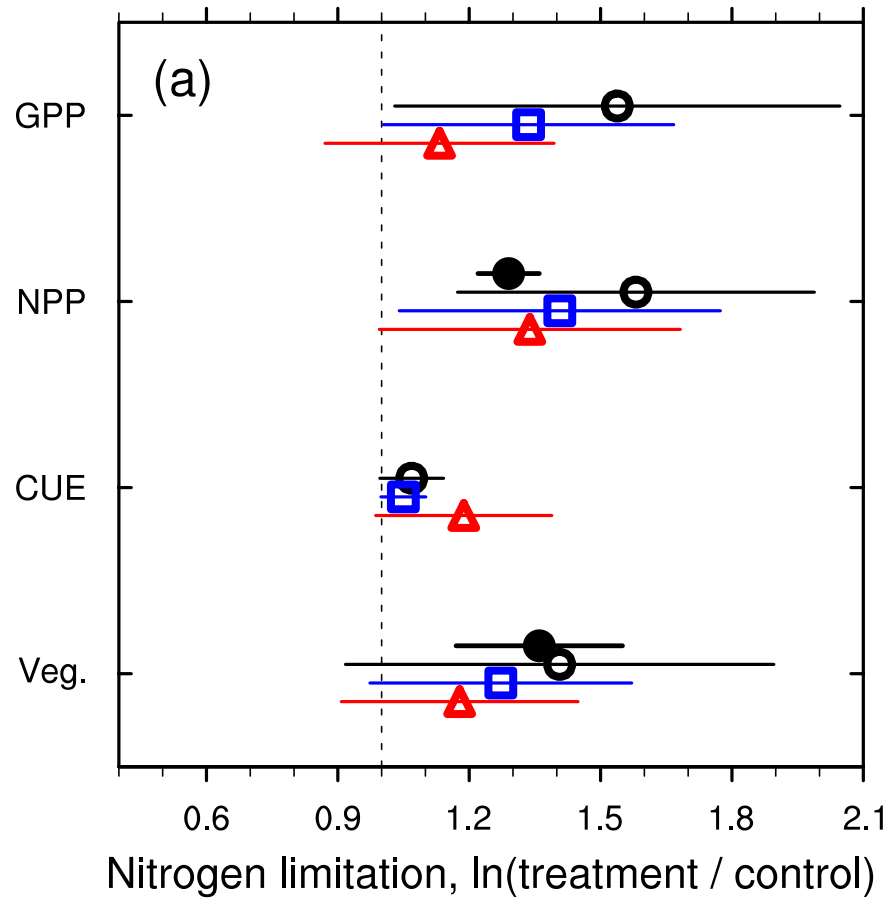 (a)
GPP
NPP
CUE
Veg.
0.6 0.9 1.2 1.5 1.8 2.1
Nitrogen limitation, ln(treatment / control)